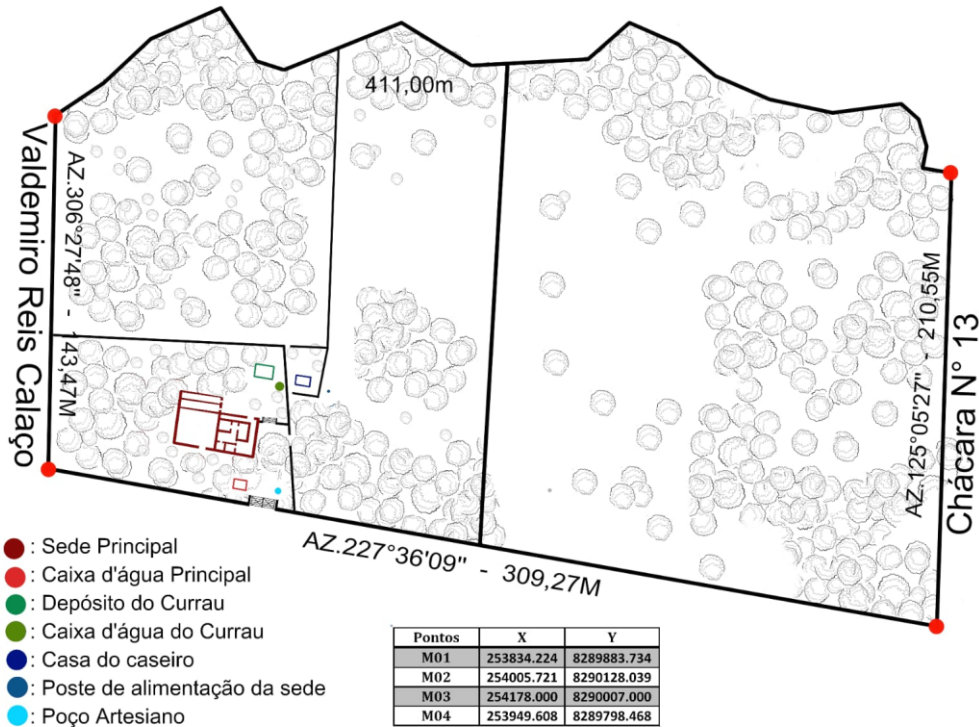 411,00m
Valdemiro Reis Calaço
AZ.306°27'48" - 143,47M
AZ.125°05'27" - 210,55M
Chácara N° 13
AZ.227°36'09" - 309,27M
: Sede Principal
: Caixa d'água Principal
: Depósito do Currau
: Caixa d'água do Currau
: Casa do caseiro
: Poste de alimentação da sede
: Poço Artesiano
Pontos X Y
M01 253834.224 8289883.734
M02 254005.721 8290128.039
M03 254178.000 8290007.000
M04 253949.608 8289798.468